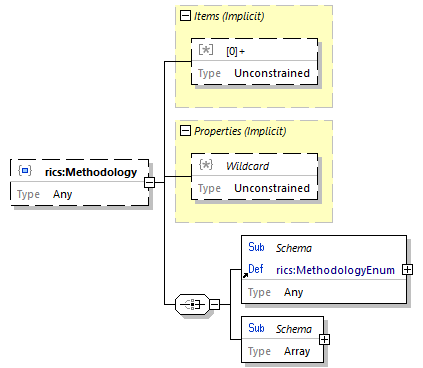 Items (Implicit)
[0]+
Type Unconstrained
Properties (Implicit)
Wildcard
Type Unconstrained
rics:Methodology
Type Any
Sub Schema
Def rics:MethodologyEnum
Type Any
Sub Schema
Type Array